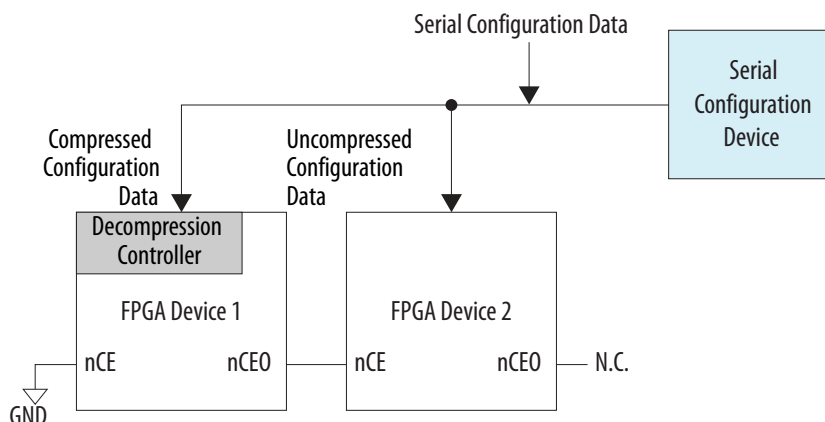 Serial Configuration Data
Serial
Configuration
Device
Compressed
Configuration
Data
Uncompressed
Configuration
Data
Decompression
Controller
FPGA Device 1
nCE
nCEO
GND
FPGA Device 2
nCE
nCEO
N.C.